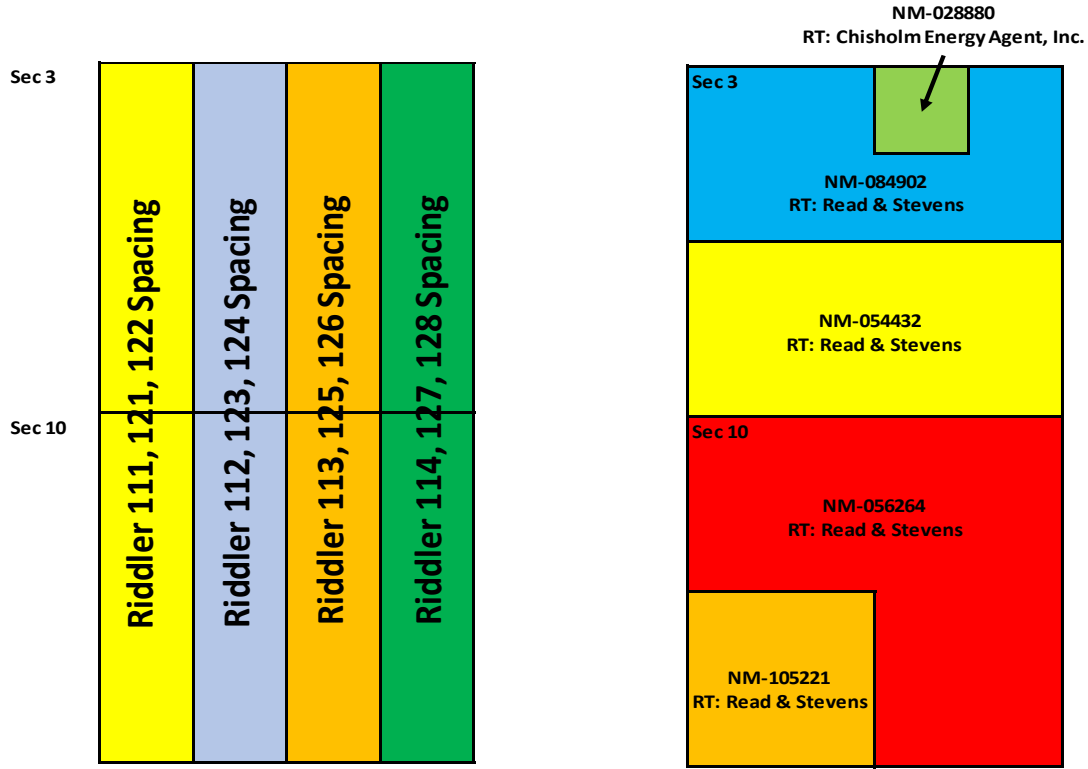 Sec 3
Sec 10
Riddler 111, 121, 122 Spacing
Riddler 112, 123, 124 Spacing
Riddler 113, 125, 126 Spacing
Riddler 114, 127, 128 Spacing
NM-028880
RT: Chisholm Energy Agent, Inc.
Sec 3
NM-084902
RT: Read & Stevens
NM-054432
RT: Read & Stevens
Sec 10
NM-056264
RT: Read & Stevens
NM-105221
RT: Read & Stevens